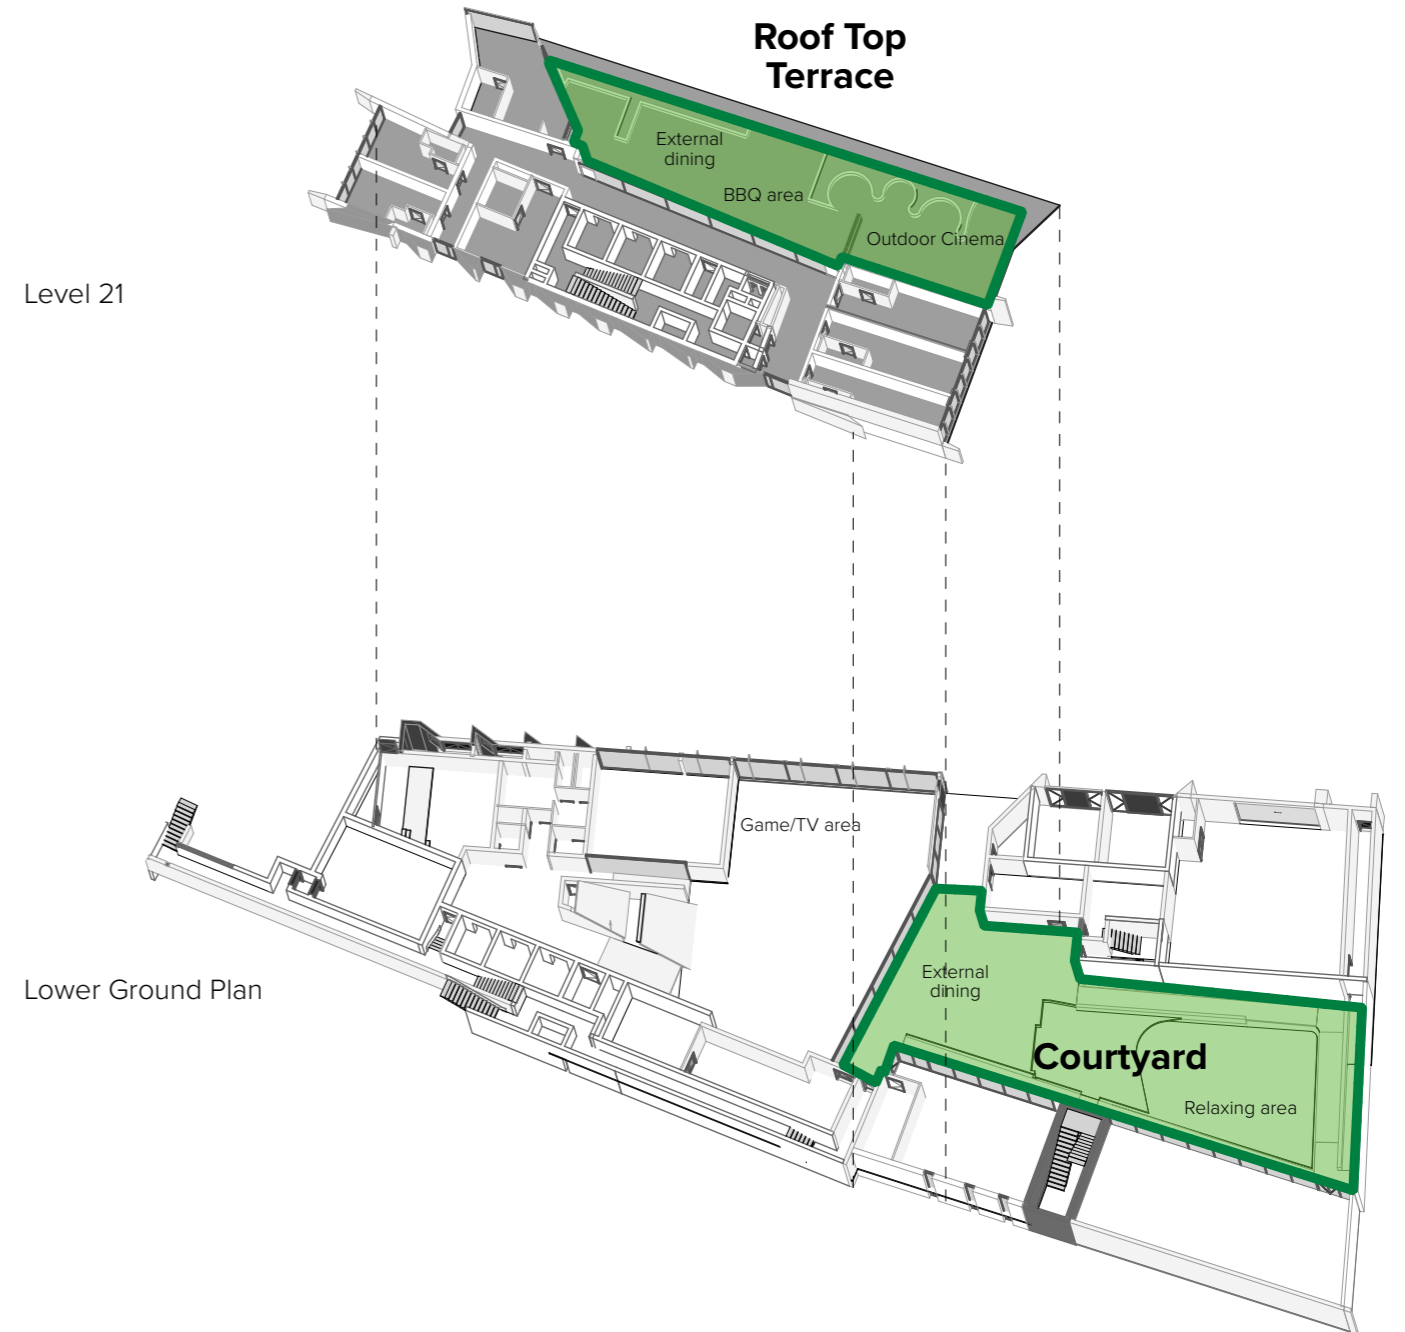 Roof Top
Terrace
External
dining
BBQ area
Outdoor Cinema
Level 21
Game/TV area
Lower Ground Plan
External
dining
Courtyard
Relaxing area